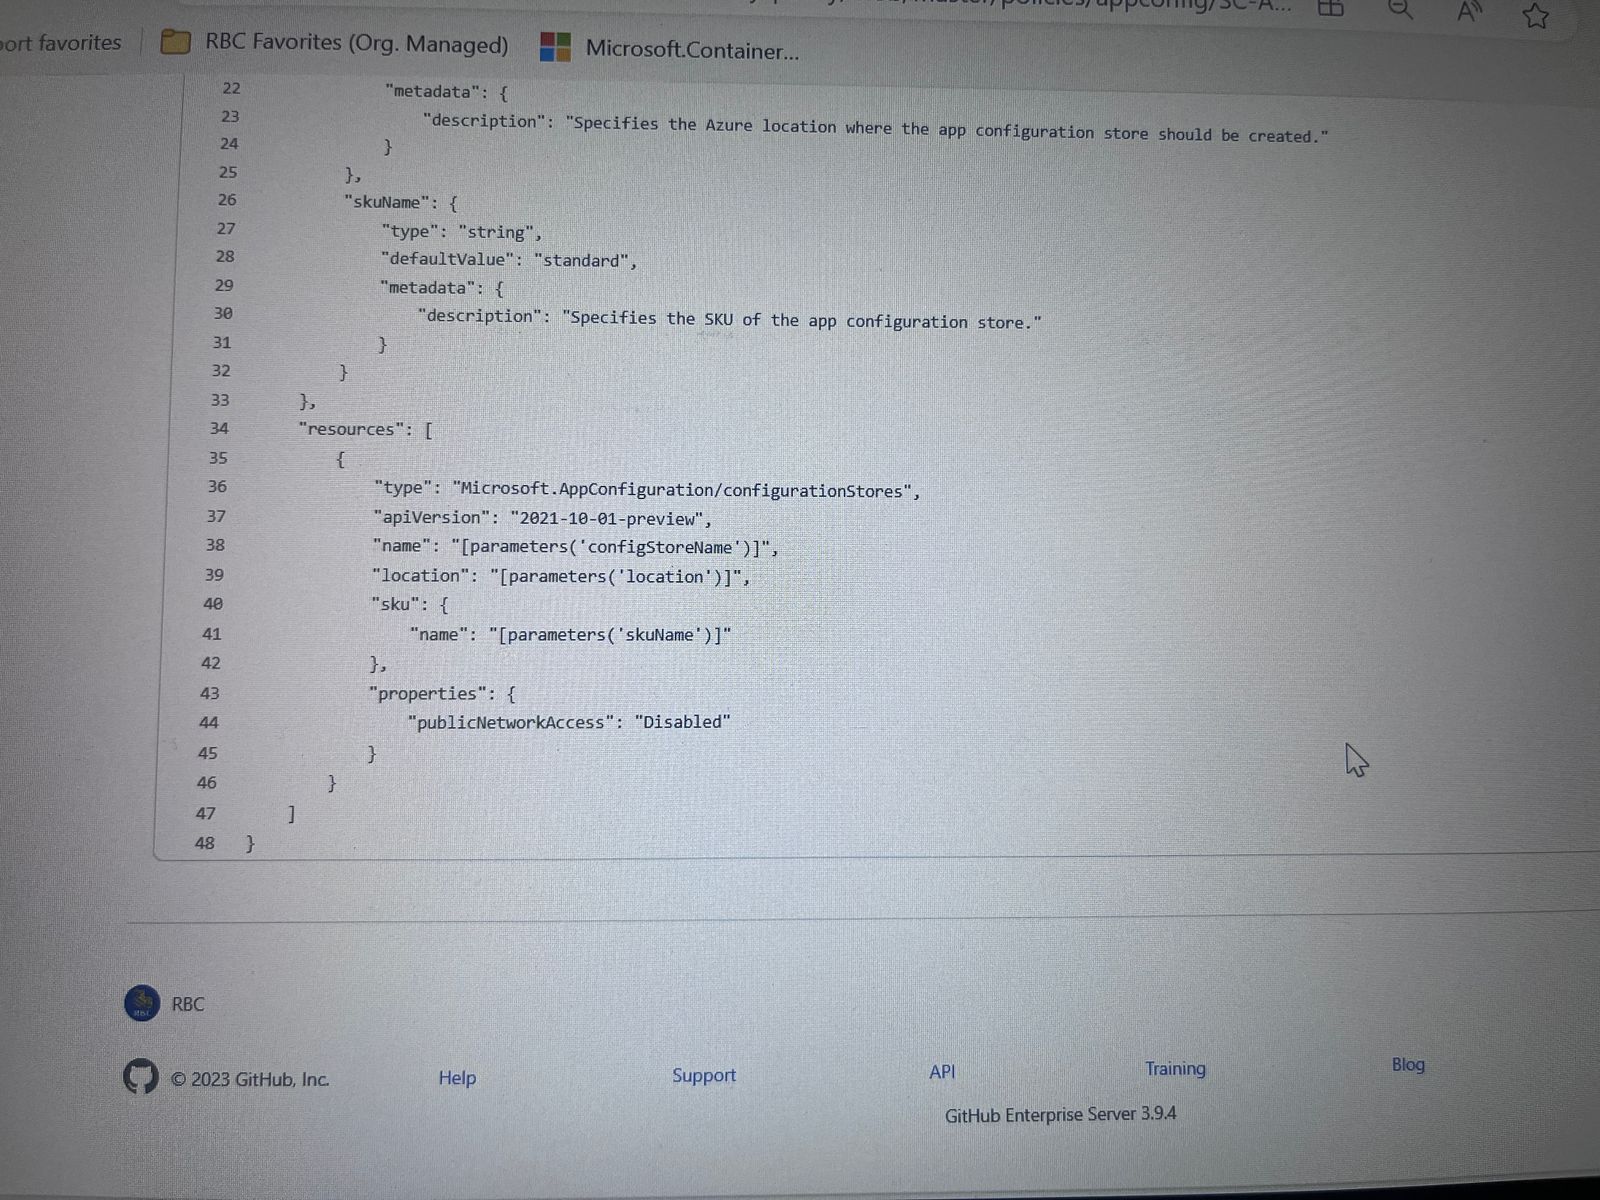 ort favorites RBC Favorites (Org. Managed) Microsoft.Container...
22 "metadata": {
23 "description": "Specifies the Azure location where the app configuration store should be created."
24 }
25 },
26 "skuName": {
27 "type": "string",
28 "defaultValue": "standard",
29 "metadata": {
30 "description": "Specifies the SKU of the app configuration store."
31 }
32 }
33 },
34 "resources": [
35 {
36 "type": "Microsoft.AppConfiguration/configurationStores",
37 "apiVersion": "2021-10-01-preview",
38 "name": "[parameters('configStoreName')]",
39 "location": "[parameters('location')]",
40 "sku": {
41 "name": "[parameters('skuName')]"
42 },
43 "properties": {
44 "publicNetworkAccess": "Disabled"
45 }
46 }
47 ]
48 }
RBC
© 2023 GitHub, Inc. Help Support API Training Blog
GitHub Enterprise Server 3.9.4